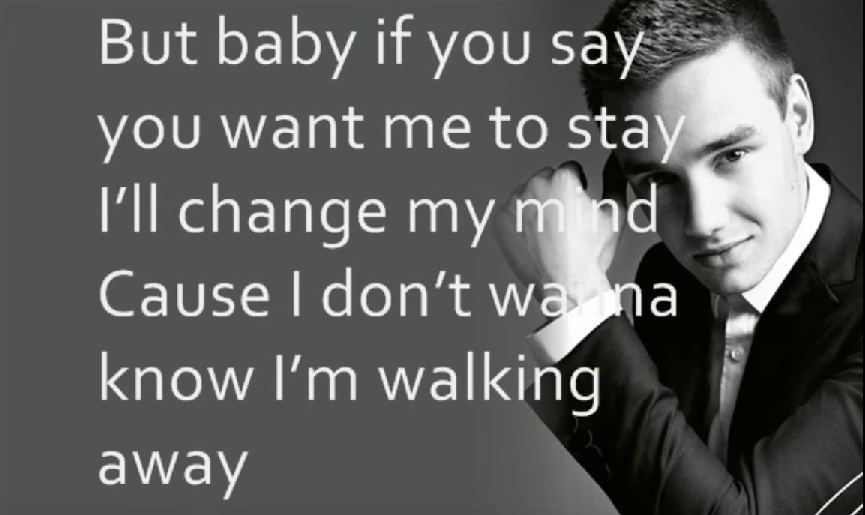 But baby if you say
you want me to stay
I'll change my mind
Cause I don't wanna
know I'm walking
away